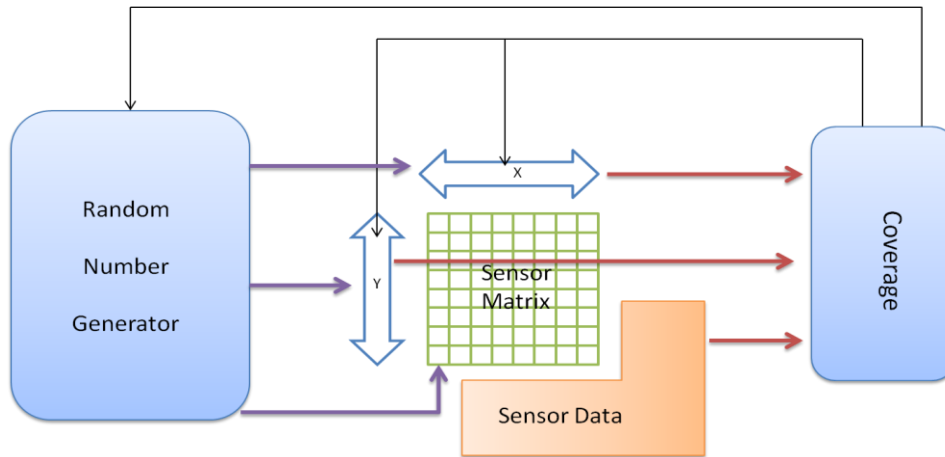 Random
Number
Generator
X
Y
Sensor
Matrix
Sensor Data
Coverage